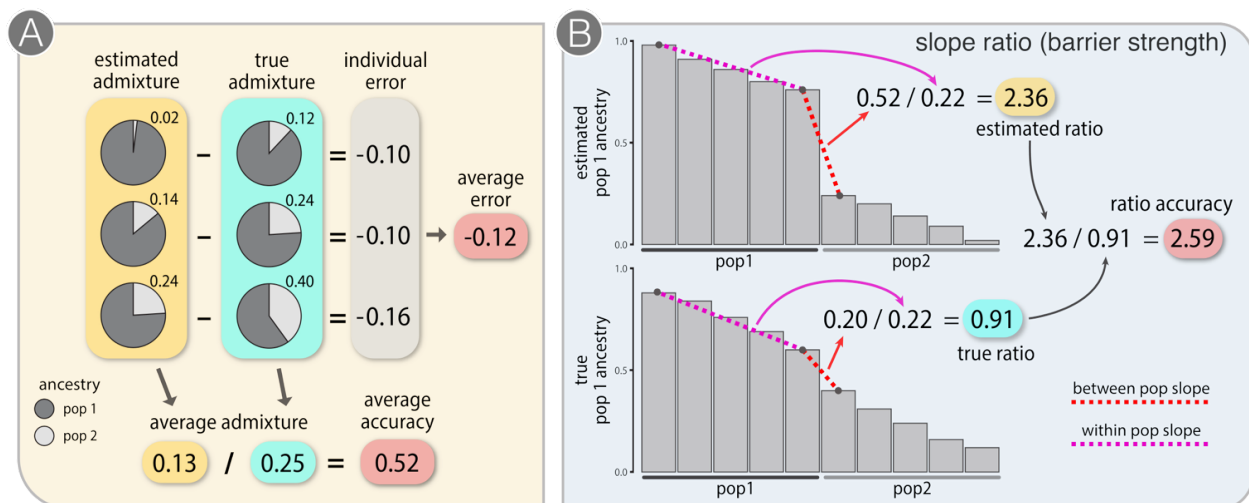 A
estimated
admixture
true
admixture
individual
error
0.02
0.12
–
=
-0.10
0.14
0.24
–
=
-0.10
average
error
-0.12
0.24
0.40
–
=
-0.16
ancestry
pop 1
pop 2
average admixture
average
accuracy
0.13 / 0.25 = 0.52
B
slope ratio (barrier strength)
estimated
pop 1 ancestry
1.0
0.5
0.0
0.52 / 0.22 = 2.36
estimated ratio
pop1
pop2
ratio accuracy
2.36 / 0.91 = 2.59
true
pop 1 ancestry
1.0
0.5
0.0
0.20 / 0.22 = 0.91
true ratio
between pop slope
within pop slope
pop1
pop2